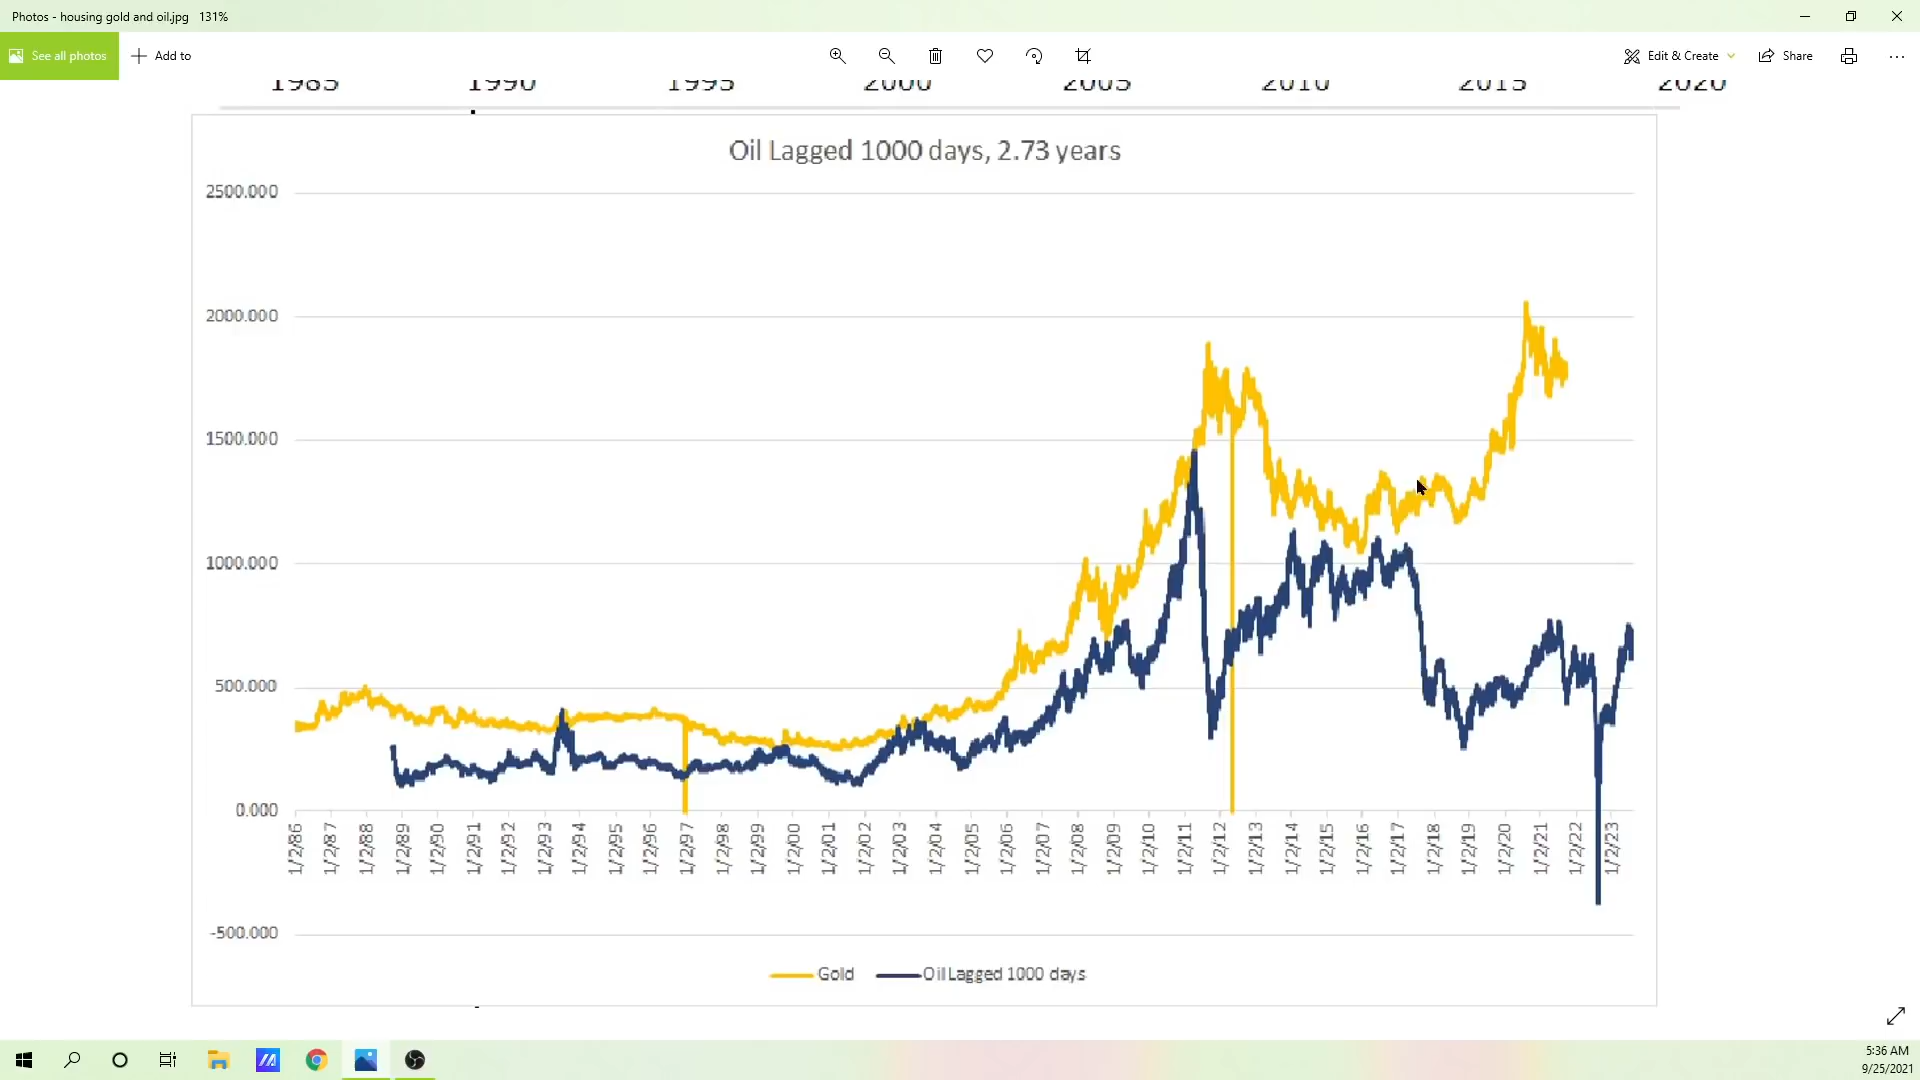 Photos - housing gold and oil.jpg 131%
See all photos
Add to
Edit & Create
Share
1985 1990 1995 2000 2005 2010 2015 2020
Oil Lagged 1000 days, 2.73 years
2500.000
2000.000
1500.000
1000.000
500.000
0.000
-500.000
1/2/86 1/2/87 1/2/88 1/2/89 1/2/90 1/2/91 1/2/92 1/2/93 1/2/94 1/2/95 1/2/96 1/2/97 1/2/98 1/2/99 1/2/00 1/2/01 1/2/02 1/2/03 1/2/04 1/2/05 1/2/06 1/2/07 1/2/08 1/2/09 1/2/10 1/2/11 1/2/12 1/2/13 1/2/14 1/2/15 1/2/16 1/2/17 1/2/18 1/2/19 1/2/20 1/2/21 1/2/22 1/2/23
Gold Oil Lagged 1000 days
5:36 AM
9/25/2021